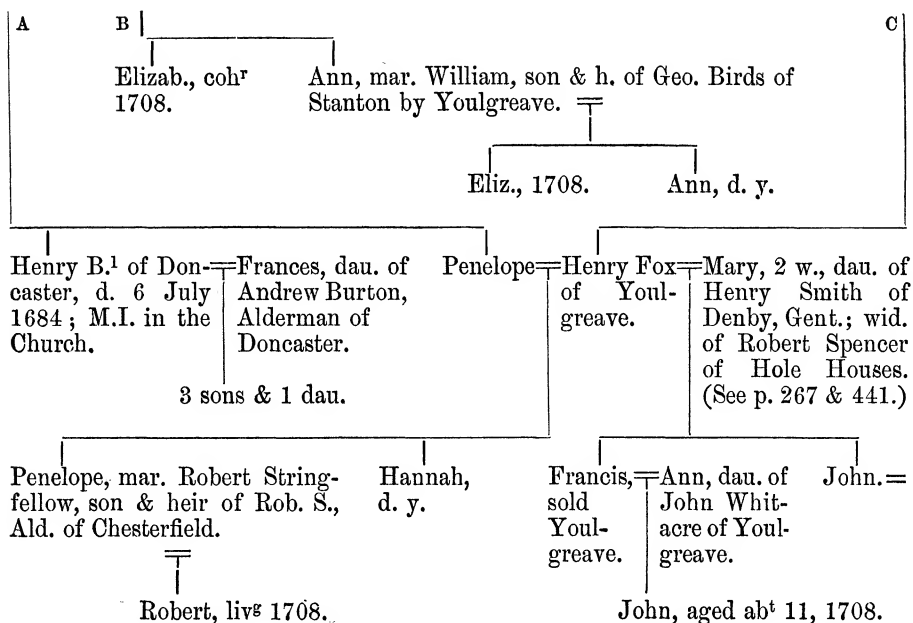 A B C
Elizab., cohʳ
1708.
Ann, mar. William, son & h. of Geo. Birds of
Stanton by Youlgreave.
Eliz., 1708. Ann, d. y.
Henry B.¹ of Don-
caster, d. 6 July
1684; M.I. in the
Church.
Frances, dau. of
Andrew Burton,
Alderman of
Doncaster.
3 sons & 1 dau.
Penelope
Henry Fox
of Youl-
greave.
Mary, 2 w., dau. of
Henry Smith of
Denby, Gent.; wid.
of Robert Spencer
of Hole Houses.
(See p. 267 & 441.)
Penelope, mar. Robert String-
fellow, son & heir of Rob. S.,
Ald. of Chesterfield.
Hannah,
d. y.
Francis,
sold
Youl-
greave.
Ann, dau. of
John Whit-
acre of Youl-
greave.
John.=
Robert, livᵍ 1708.
John, aged abᵗ 11, 1708.